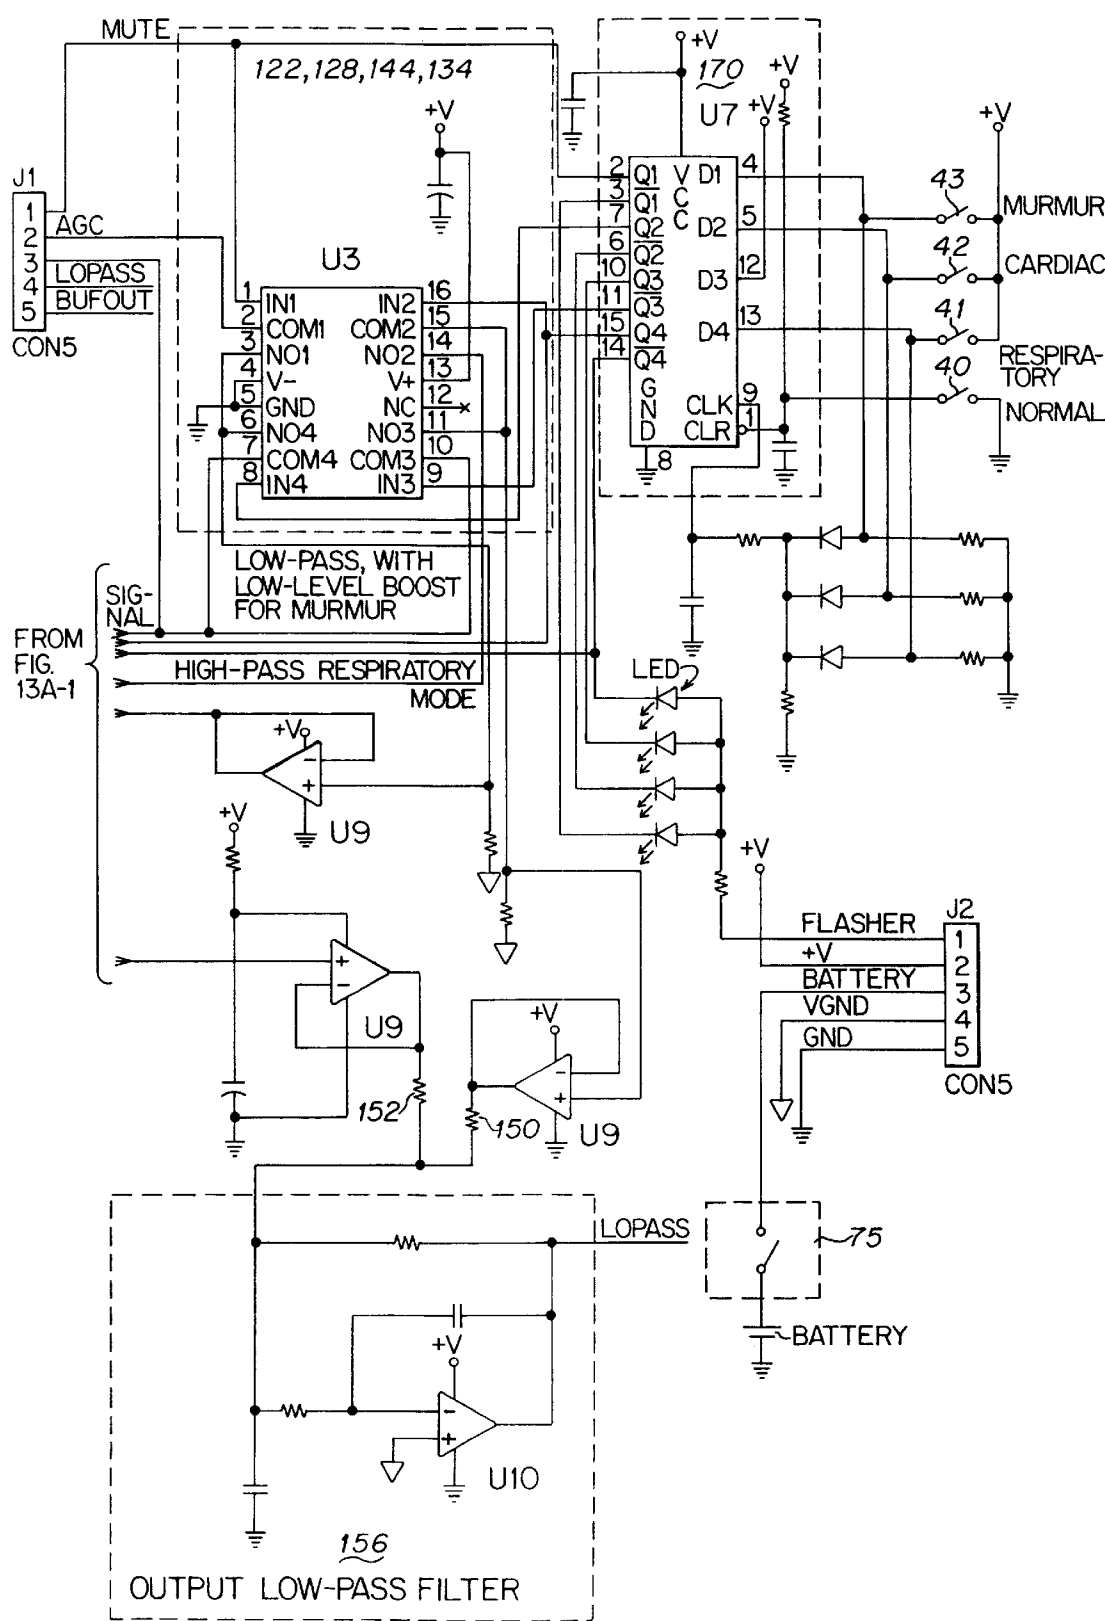 MUTE
122,128,144,134
+V
+V
170
+V
+V
U7
+V
J1
1
2
3
4
5
AGC
LOPASS
BUFOUT
CON5
U3
1 IN1
2 COM1
3 NO1
4 V-
5 GND
6 NO4
7 COM4
8 IN4
IN2 16
COM2 15
NO2 14
V+ 13
NC 12
NO3 11
COM3 10
IN3 9
2 Q1
3 Q1
7 Q2
6 Q2
10 Q3
11 Q3
15 Q4
14 Q4
VCC
D1 4
D2 5
D3 12
D4 13
GND
8
CLK 9
CLR 1
43
MURMUR
42
CARDIAC
41
RESPIRA-
TORY
40
NORMAL
LOW-PASS, WITH
LOW-LEVEL BOOST
FOR MURMUR
SIG-
NAL
FROM
FIG.
13A-1
HIGH-PASS RESPIRATORY
MODE
LED
+V
-
+
U9
+V
+
-
U9
152
+V
-
+
U9
150
+V
J2
FLASHER
1
+V
2
BATTERY
3
VGND
4
GND
5
CON5
LOPASS
75
BATTERY
+V
-
+
U10
156
OUTPUT LOW-PASS FILTER